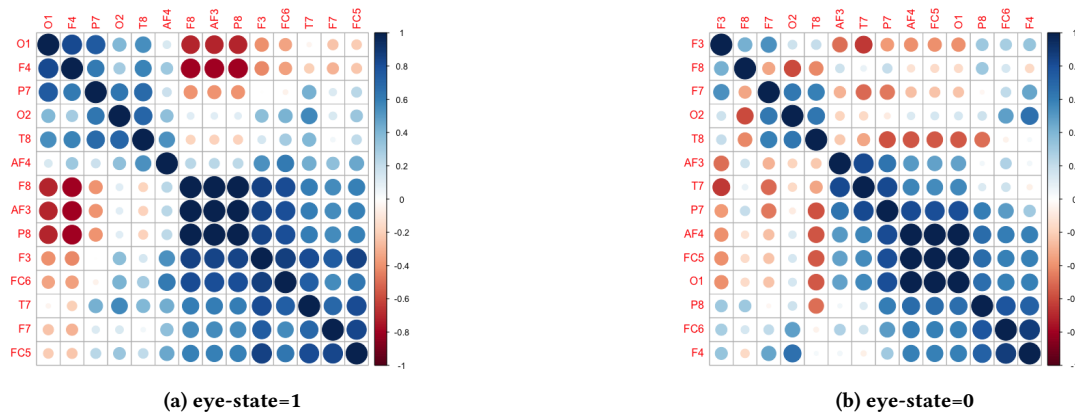 O1 F4 P7 O2 T8 AF4 F8 AF3 P8 F3 FC6 T7 F7 FC5
O1
F4
P7
O2
T8
AF4
F8
AF3
P8
F3
FC6
T7
F7
FC5
1
0.8
0.6
0.4
0.2
0
-0.2
-0.4
-0.6
-0.8
-1
(a) eye-state=1
F3 F8 F7 O2 T8 AF3 T7 P7 AF4 FC5 O1 P8 FC6 F4
F3
F8
F7
O2
T8
AF3
T7
P7
AF4
FC5
O1
P8
FC6
F4
1
0.8
0.6
0.4
0.2
0
-0.2
-0.4
-0.6
-0.8
-1
(b) eye-state=0